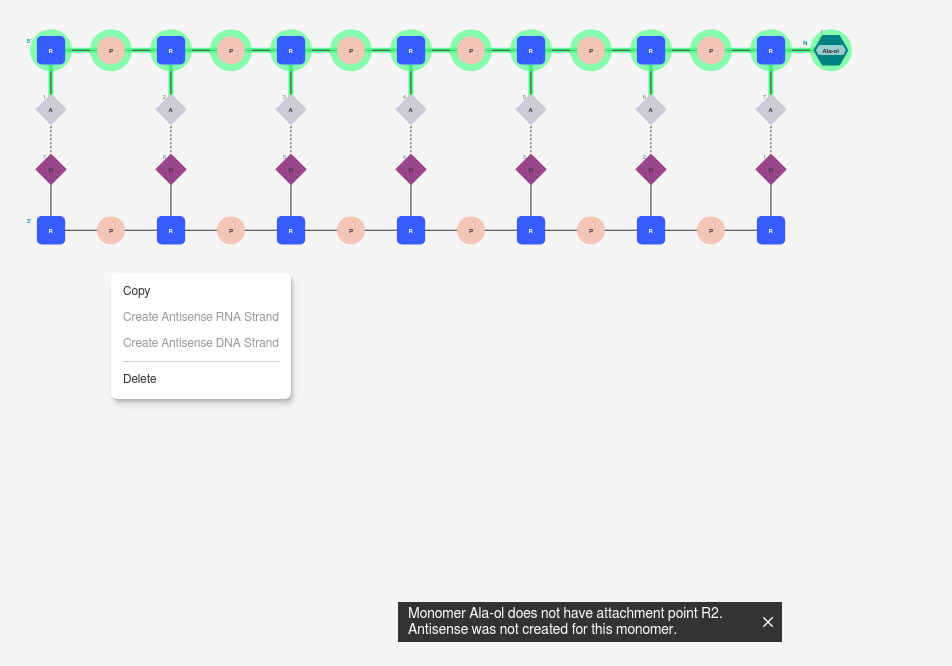 5'
R P R P R P R P R P R P R N Ala-ol
1 2 3 4 5 6 7
A A A A A A A
7 6 5 4 3 2 1
U U U U U U U
3'
R P R P R P R P R P R P R
Copy
Create Antisense RNA Strand
Create Antisense DNA Strand
Delete
Monomer Ala-ol does not have attachment point R2.
Antisense was not created for this monomer.